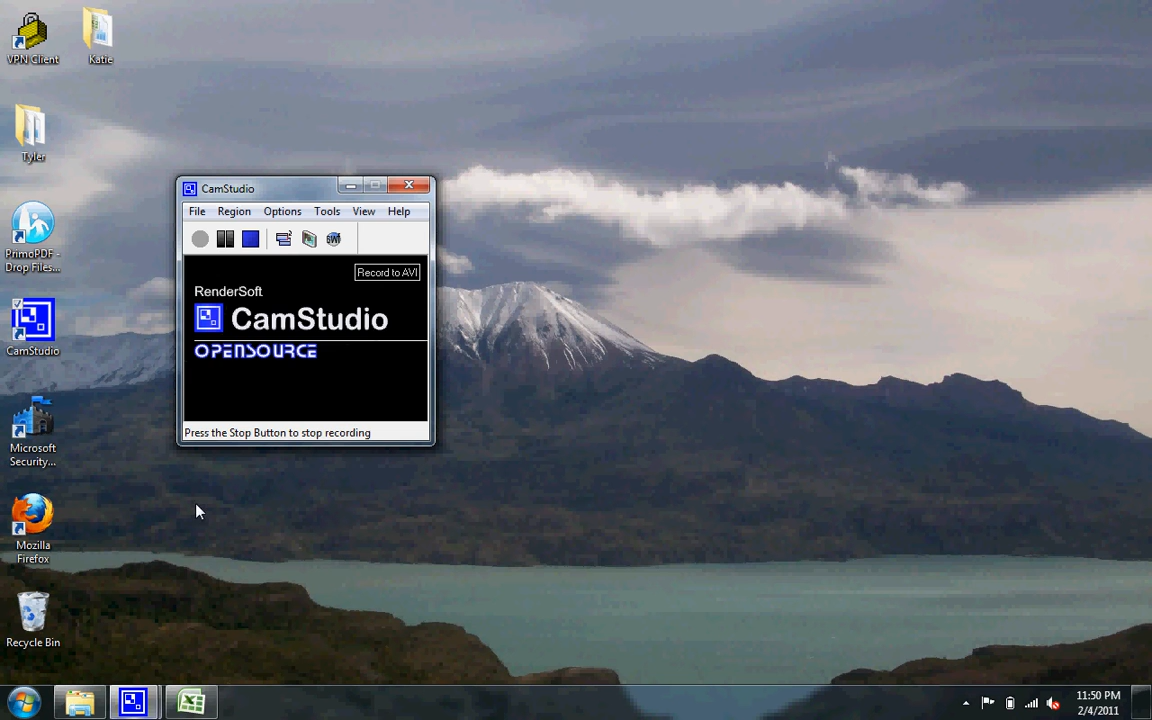 VPN Client
Katie
Tyler
PrimoPDF -
Drop Files...
CamStudio
Microsoft
Security...
Mozilla
Firefox
Recycle Bin
CamStudio
File Region Options Tools View Help
SWF
Record to AVI
RenderSoft
CamStudio
OPENSOURCE
Press the Stop Button to stop recording
11:50 PM
2/4/2011